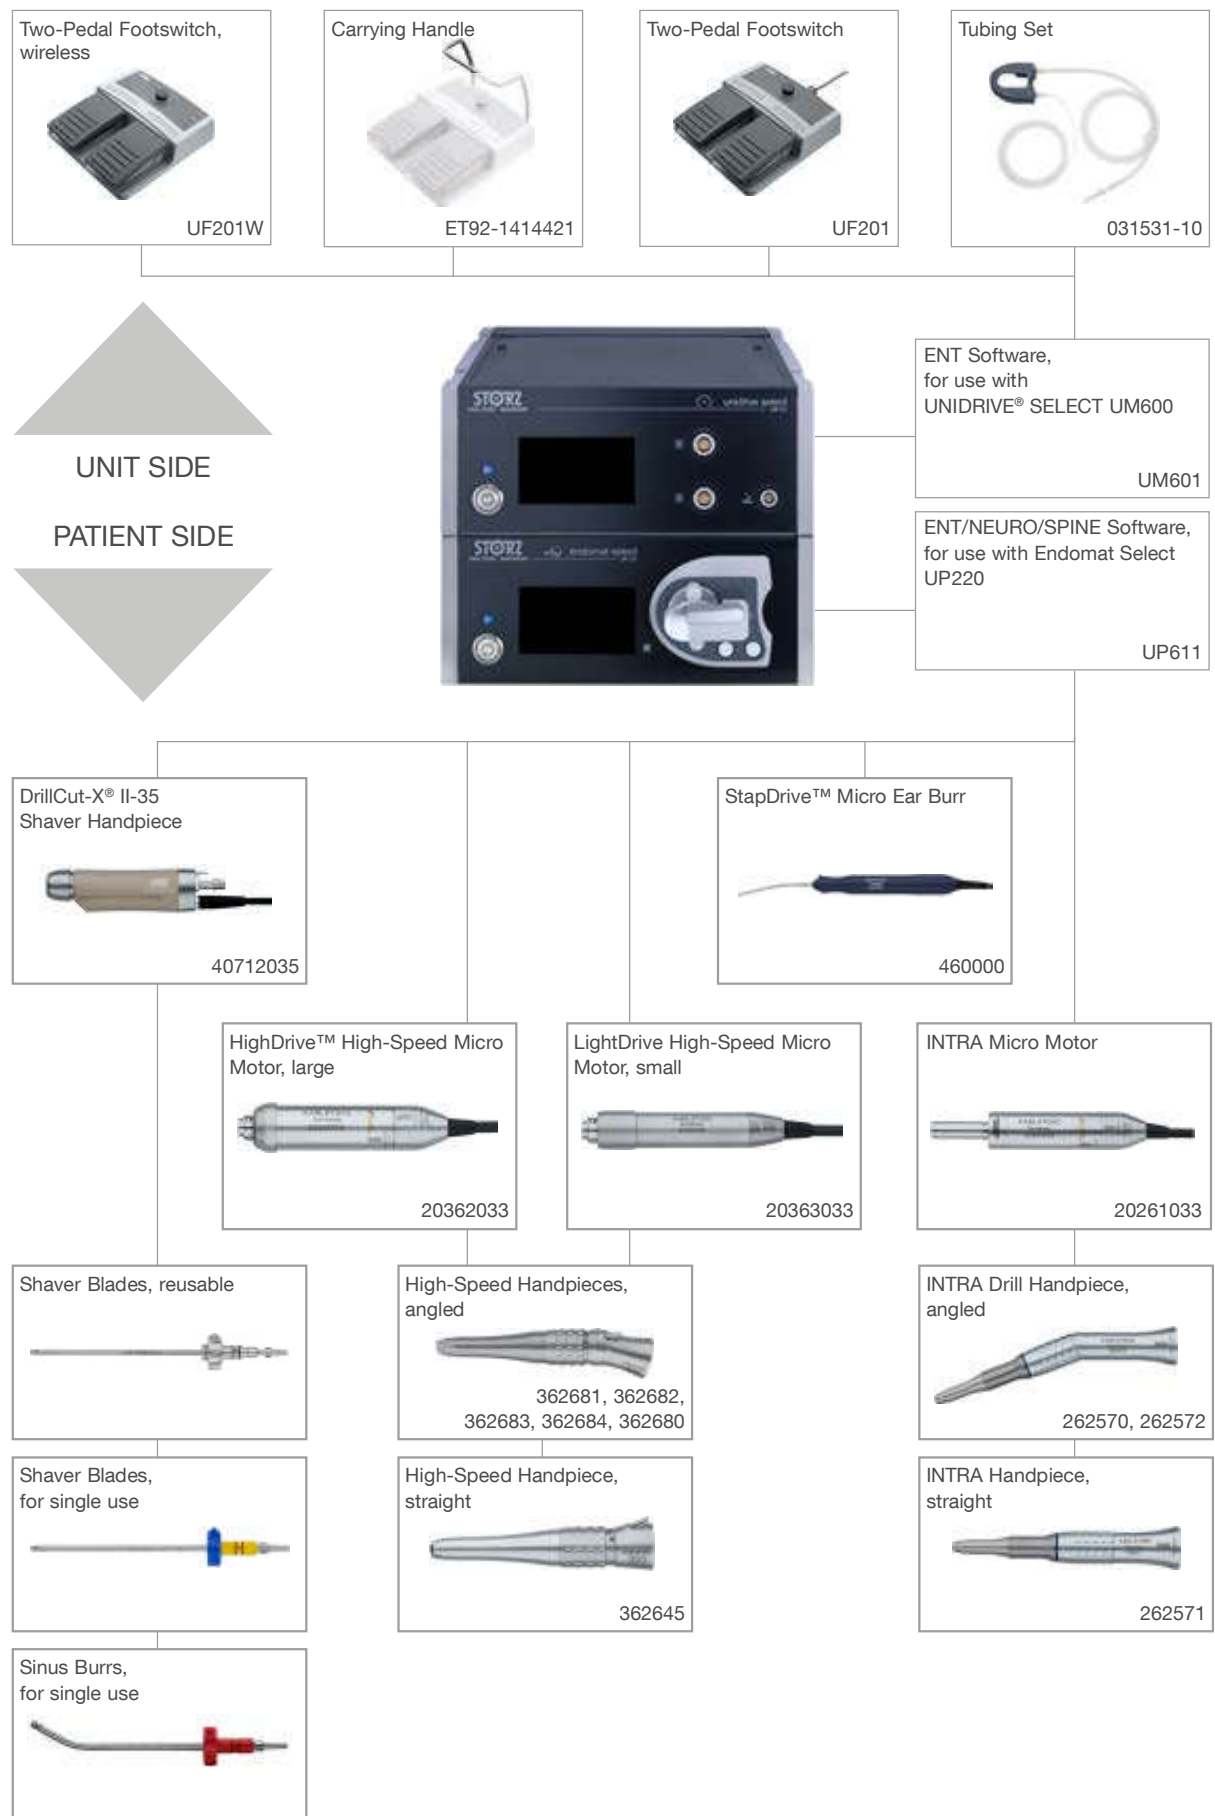 Two-Pedal Footswitch,
wireless
UF201W
Carrying Handle
ET92-1414421
Two-Pedal Footswitch
UF201
Tubing Set
031531-10
UNIT SIDE
PATIENT SIDE
STORZ
unidrive select
STORZ
endomat select
ENT Software,
for use with
UNIDRIVE® SELECT UM600
UM601
ENT/NEURO/SPINE Software,
for use with Endomat Select
UP220
UP611
DrillCut-X® II-35
Shaver Handpiece
40712035
StapDrive™ Micro Ear Burr
460000
HighDrive™ High-Speed Micro
Motor, large
20362033
LightDrive High-Speed Micro
Motor, small
20363033
INTRA Micro Motor
20261033
Shaver Blades, reusable
High-Speed Handpieces,
angled
362681, 362682,
362683, 362684, 362680
INTRA Drill Handpiece,
angled
262570, 262572
Shaver Blades,
for single use
High-Speed Handpiece,
straight
362645
INTRA Handpiece,
straight
262571
Sinus Burrs,
for single use